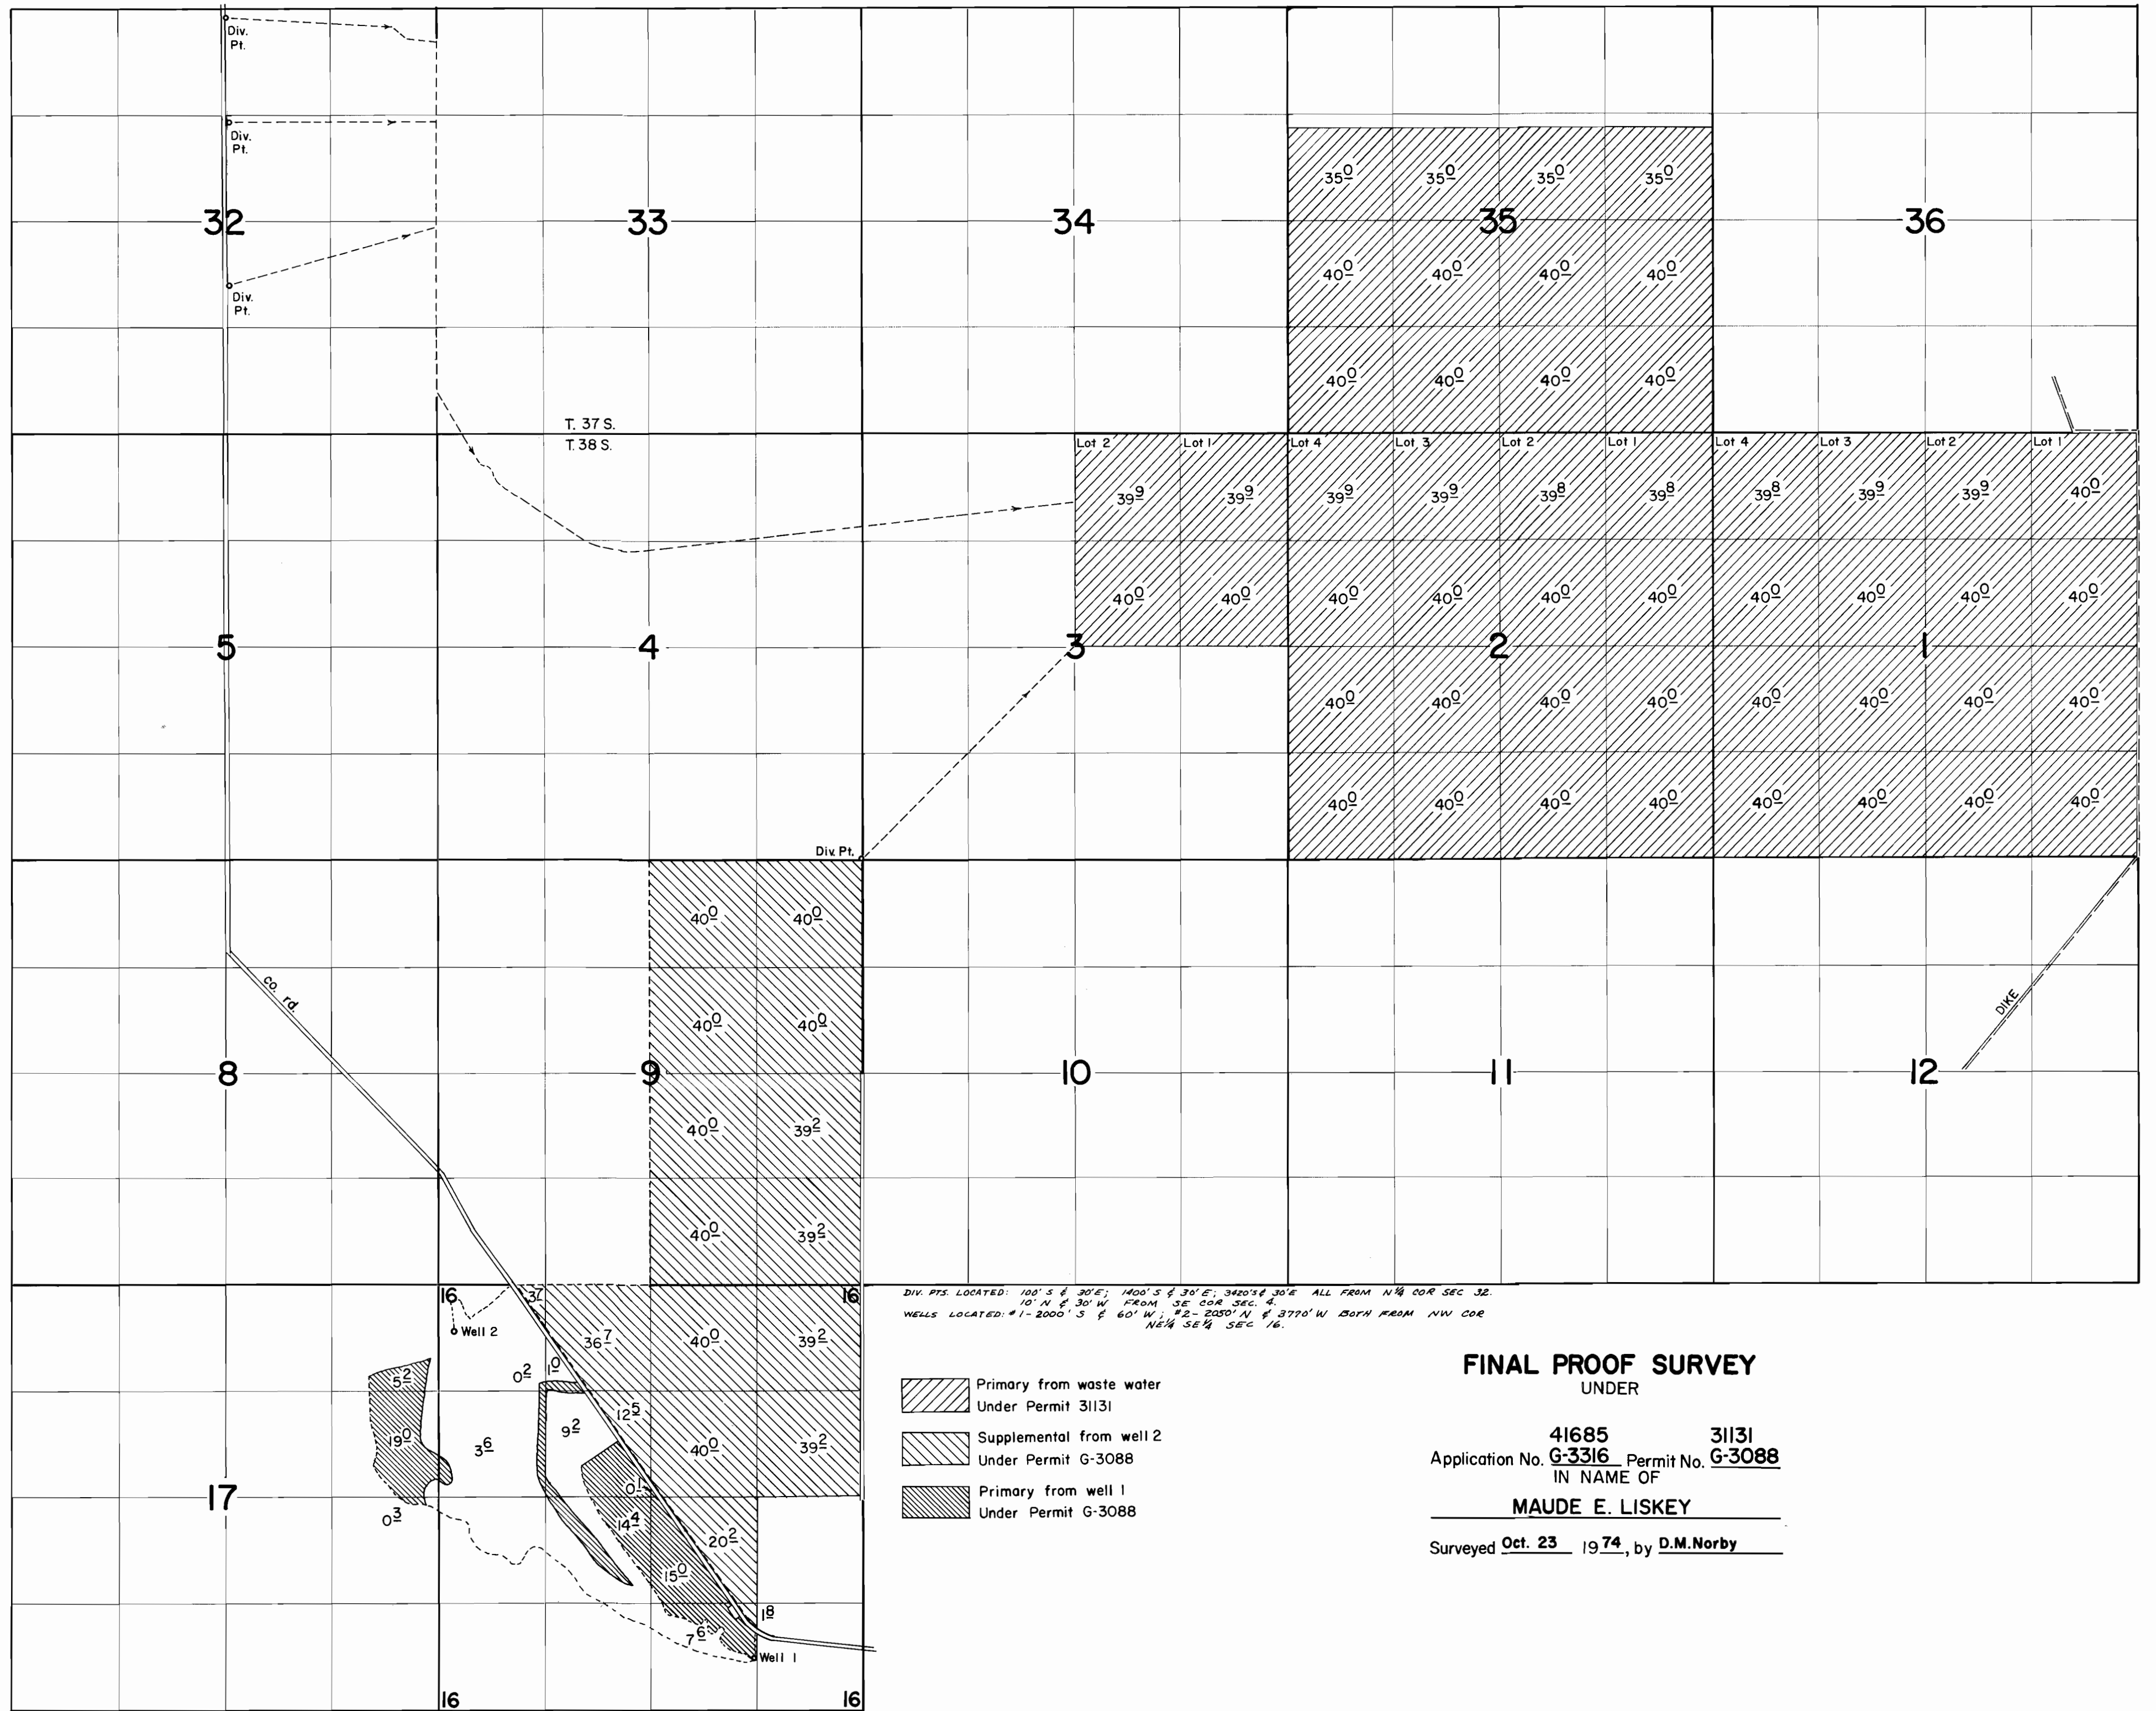 Div.
Pt.
Div.
Pt.
35 0 35 0 35 0 35 0
32 33 34 35 36
40 0 40 0 40 0 40 0
Div.
Pt.
40 0 40 0 40 0 40 0
T. 37 S.
T. 38 S.
Lot 2 Lot 1 Lot 4 Lot 3 Lot 2 Lot 1 Lot 4 Lot 3 Lot 2 Lot 1
39 9 39 9 39 9 39 9 39 8 39 8 39 8 39 9 39 9 40 0
40 0 40 0 40 0 40 0 40 0 40 0 40 0 40 0 40 0 40 0
5 4 3 2 1
40 0 40 0 40 0 40 0 40 0 40 0 40 0 40 0
40 0 40 0 40 0 40 0 40 0 40 0 40 0 40 0
Div. Pt.
40 0 40 0
co. rd.
DIKE
40 0 40 0
8 9 10 11 12
40 0 39 2
40 0 39 2
16 3 7 16
DIV. PTS. LOCATED: 100' S & 30'E; 1400' S & 30'E; 3420'S & 30'E ALL FROM N¼ COR SEC 32.
10' N & 30' W FROM SE COR SEC. 4.
WELLS LOCATED: #1-2000' S & 60' W; #2-2050' N & 3770' W BOTH FROM NW COR
NE¼ SE¼ SEC 16.
Well 2
36 7 40 0 39 2
5 2 0 2 1 0
12 5
19 0 3 6 9 2 40 0 39 2
17
0 1
0 3 14 4 20 2
15 0
1 8
7 6
Well 1
16 16
Primary from waste water
Under Permit 31131
Supplemental from well 2
Under Permit G-3088
Primary from well 1
Under Permit G-3088
FINAL PROOF SURVEY
UNDER
41685 31131
Application No. G-3316 Permit No. G-3088
IN NAME OF
MAUDE E. LISKEY
Surveyed Oct. 23 1974, by D.M.Norby